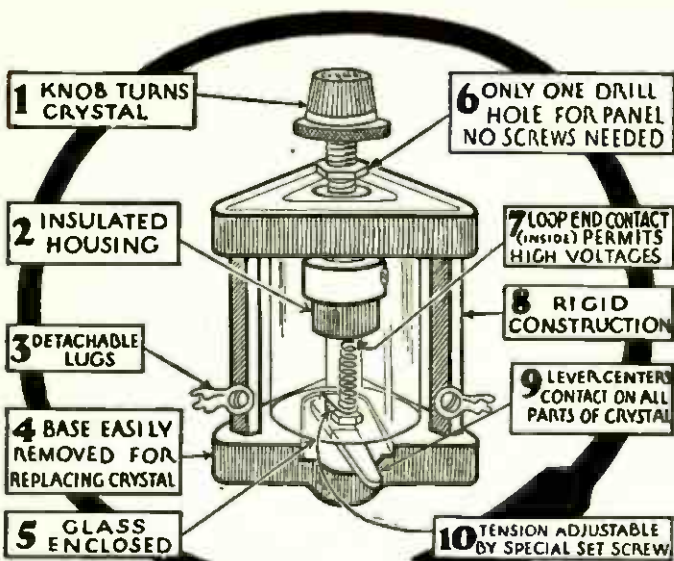 1 KNOB TURNS
CRYSTAL
2 INSULATED
HOUSING
3 DETACHABLE
LUGS
4 BASE EASILY
REMOVED FOR
REPLACING CRYSTAL
5 GLASS
ENCLOSED
6 ONLY ONE DRILL
HOLE FOR PANEL
NO SCREWS NEEDED
7 LOOP END CONTACT
(INSIDE) PERMITS
HIGH VOLTAGES
8 RIGID
CONSTRUCTION
9 LEVER CENTERS
CONTACT ON ALL
PARTS OF CRYSTAL
10 TENSION ADJUSTABLE
BY SPECIAL SET SCREW